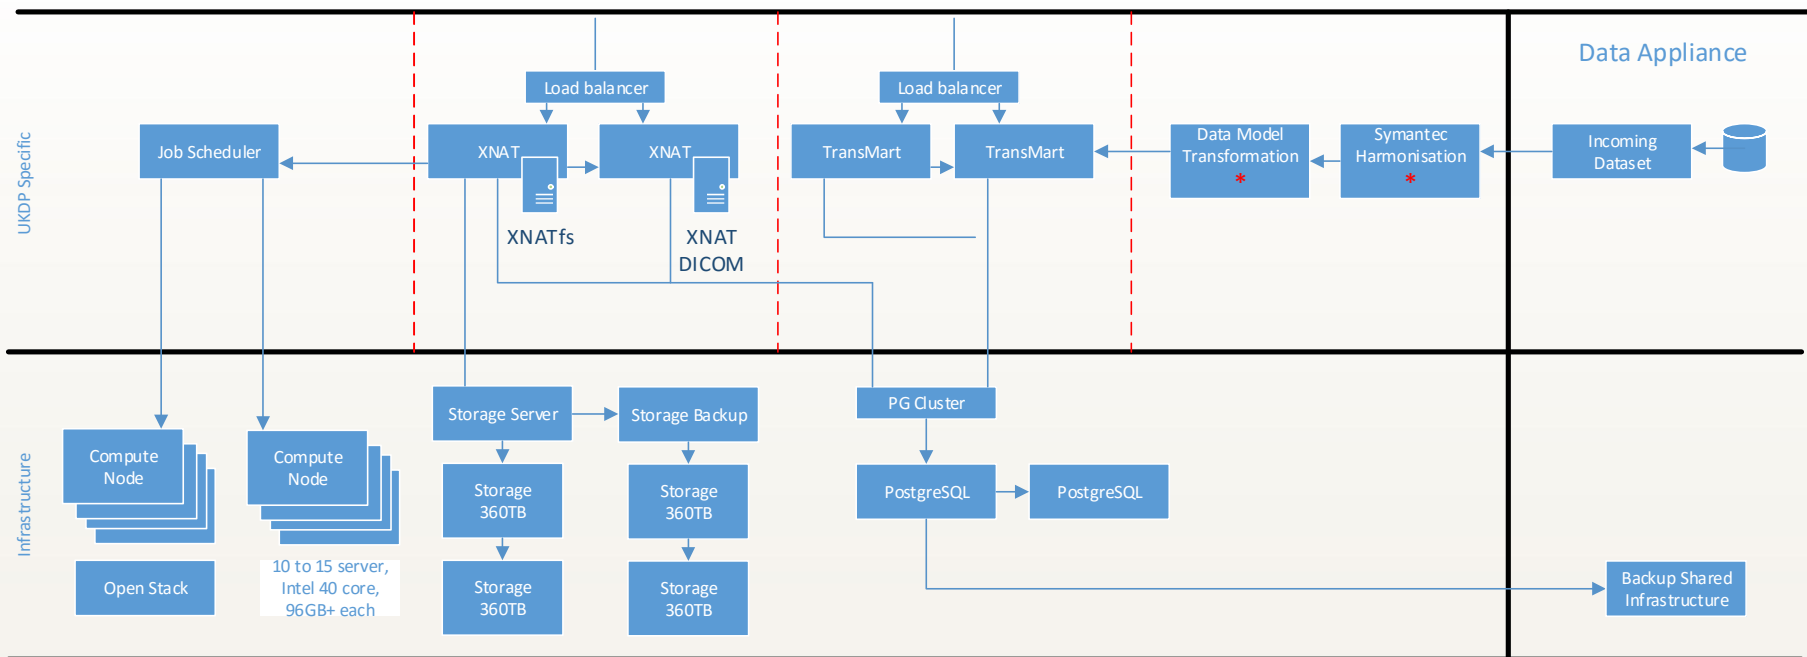 Data Appliance
UKDP Specific
Load balancer
Load balancer
Job Scheduler
XNAT
XNAT
TransMart
TransMart
Data Model
Transformation
*
Symantec
Harmonisation
*
Incoming
Dataset
XNATfs
XNAT
DICOM
Infrastructure
Storage Server
Storage Backup
PG Cluster
Compute
Node
Compute
Node
Storage
360TB
Storage
360TB
PostgreSQL
PostgreSQL
Open Stack
10 to 15 server,
Intel 40 core,
96GB+ each
Storage
360TB
Storage
360TB
Backup Shared
Infrastructure